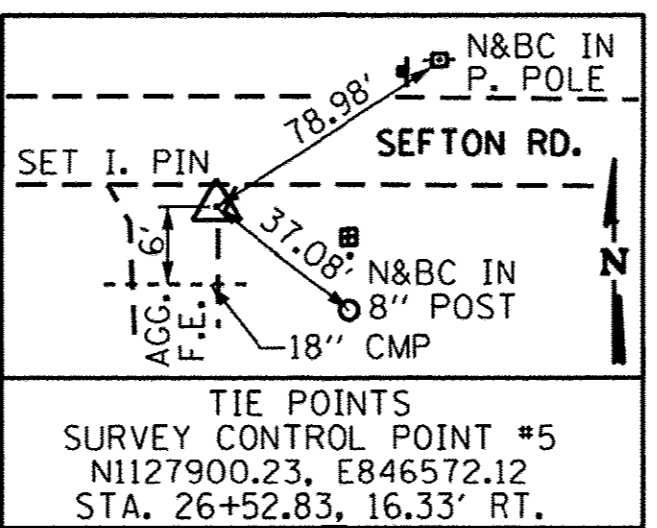 N&BC IN
P. POLE
78.98'
SEFTON RD.
SET I. PIN
37.08'
6'
N
N&BC IN
8" POST
AGG.
F.E.
18" CMP
TIE POINTS
SURVEY CONTROL POINT #5
N1127900.23, E846572.12
STA. 26+52.83, 16.33' RT.